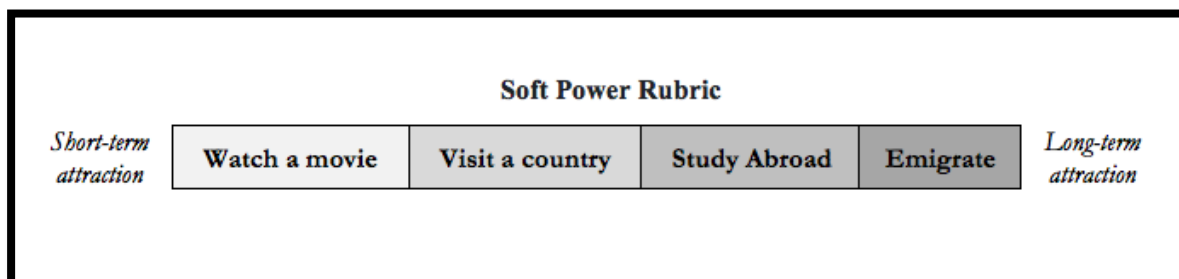 Soft Power Rubric
Short-term
attraction
Watch a movie
Visit a country
Study Abroad
Emigrate
Long-term
attraction